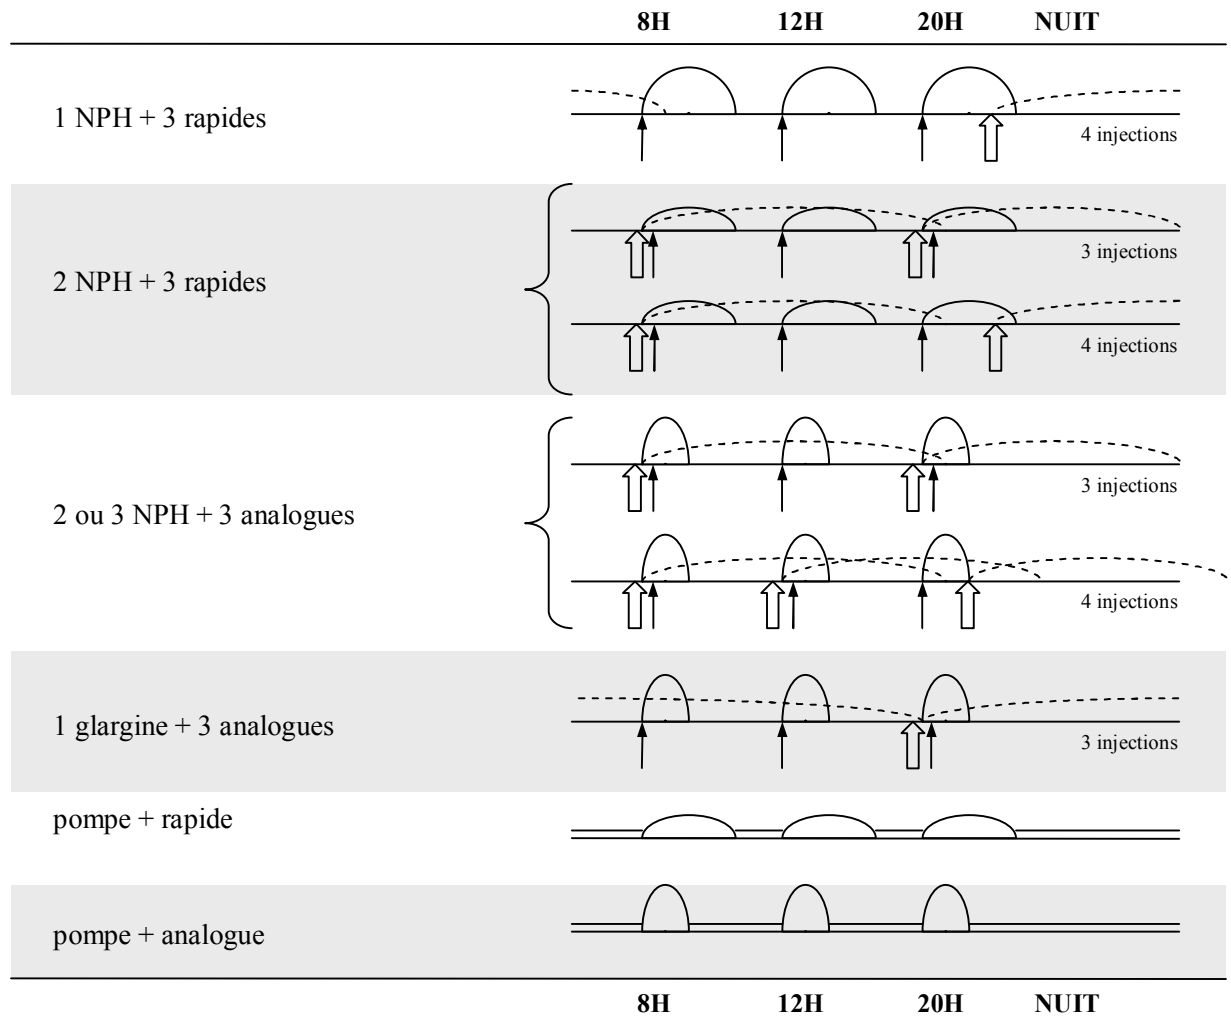 8H 12H 20H NUIT
1 NPH + 3 rapides
4 injections
2 NPH + 3 rapides
3 injections
4 injections
2 ou 3 NPH + 3 analogues
3 injections
4 injections
1 glargine + 3 analogues
3 injections
pompe + rapide
pompe + analogue
8H 12H 20H NUIT